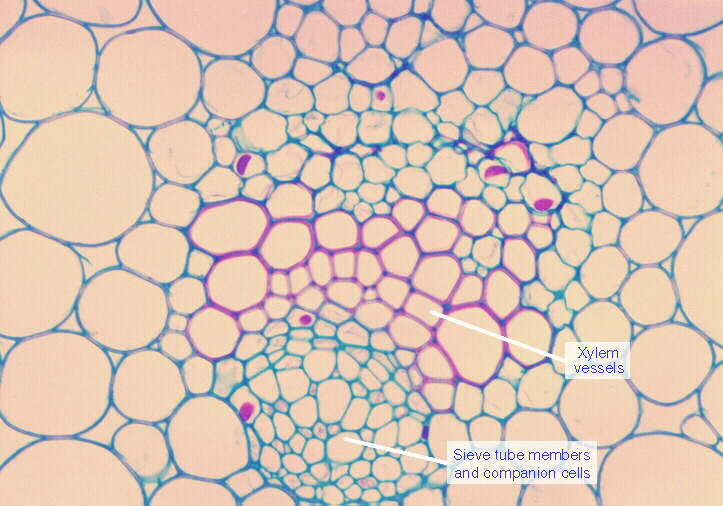 Xylem
vessels
Sieve tube members
and companion cells